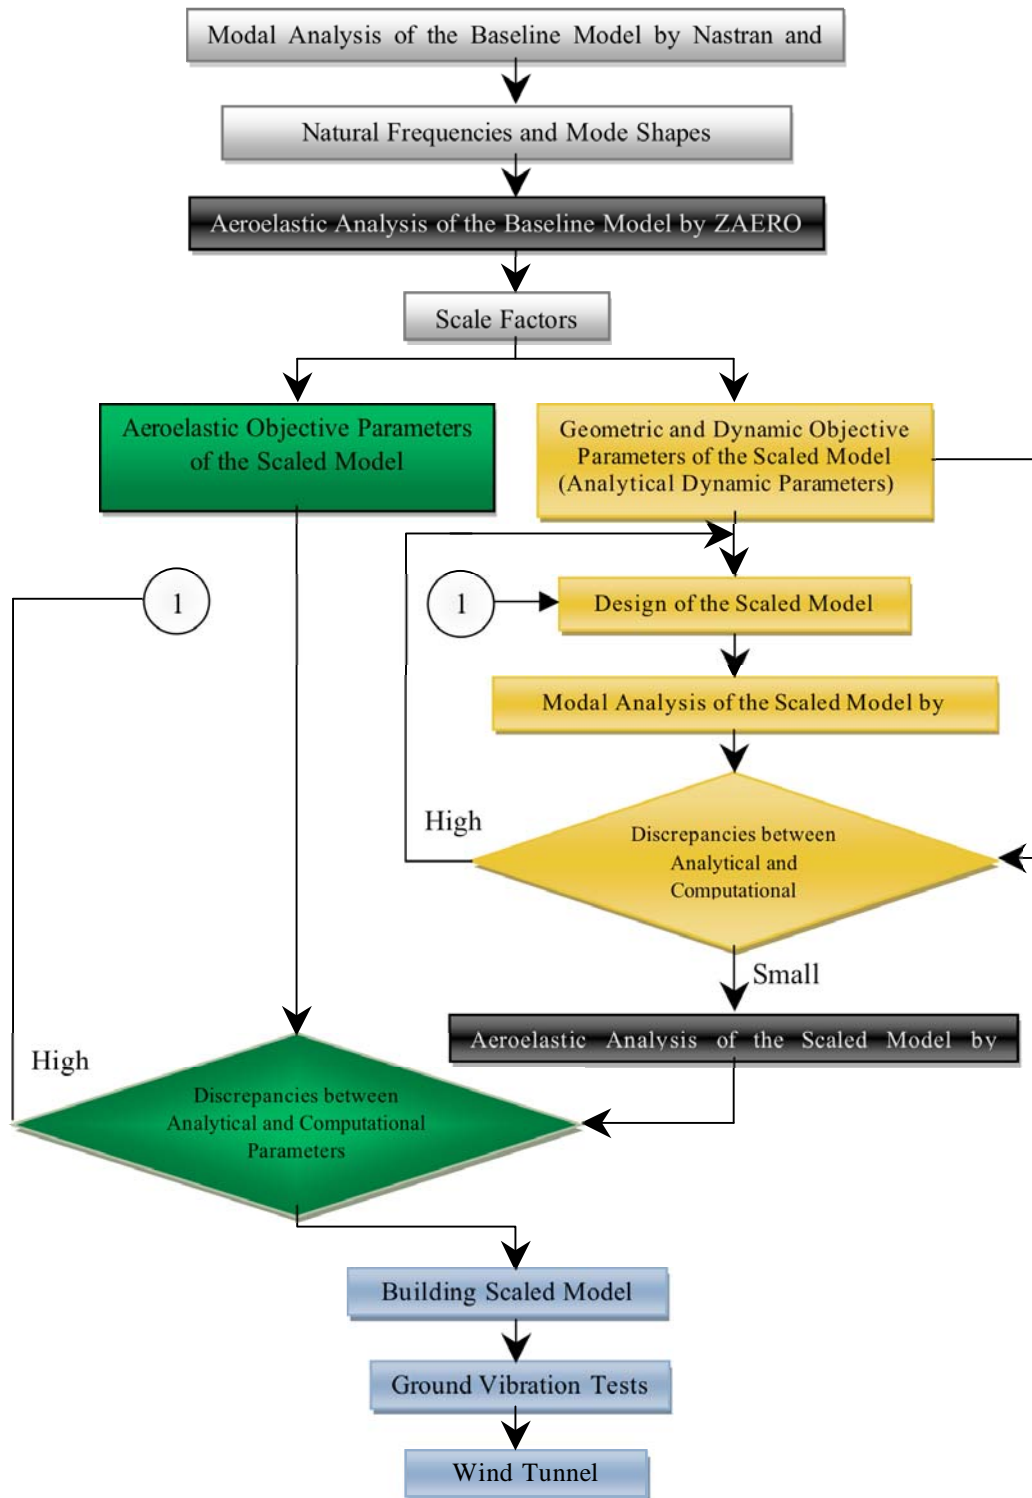 Modal Analysis of the Baseline Model by Nastran and
Natural Frequencies and Mode Shapes
Aeroelastic Analysis of the Baseline Model by ZAERO
Scale Factors
Aeroelastic Objective Parameters
of the Scaled Model
Geometric and Dynamic Objective
Parameters of the Scaled Model
(Analytical Dynamic Parameters)
1
1
Design of the Scaled Model
Modal Analysis of the Scaled Model by
High
Discrepancies between
Analytical and
Computational
Small
Aeroelastic Analysis of the Scaled Model by
High
Discrepancies between
Analytical and Computational
Parameters
Building Scaled Model
Ground Vibration Tests
Wind Tunnel